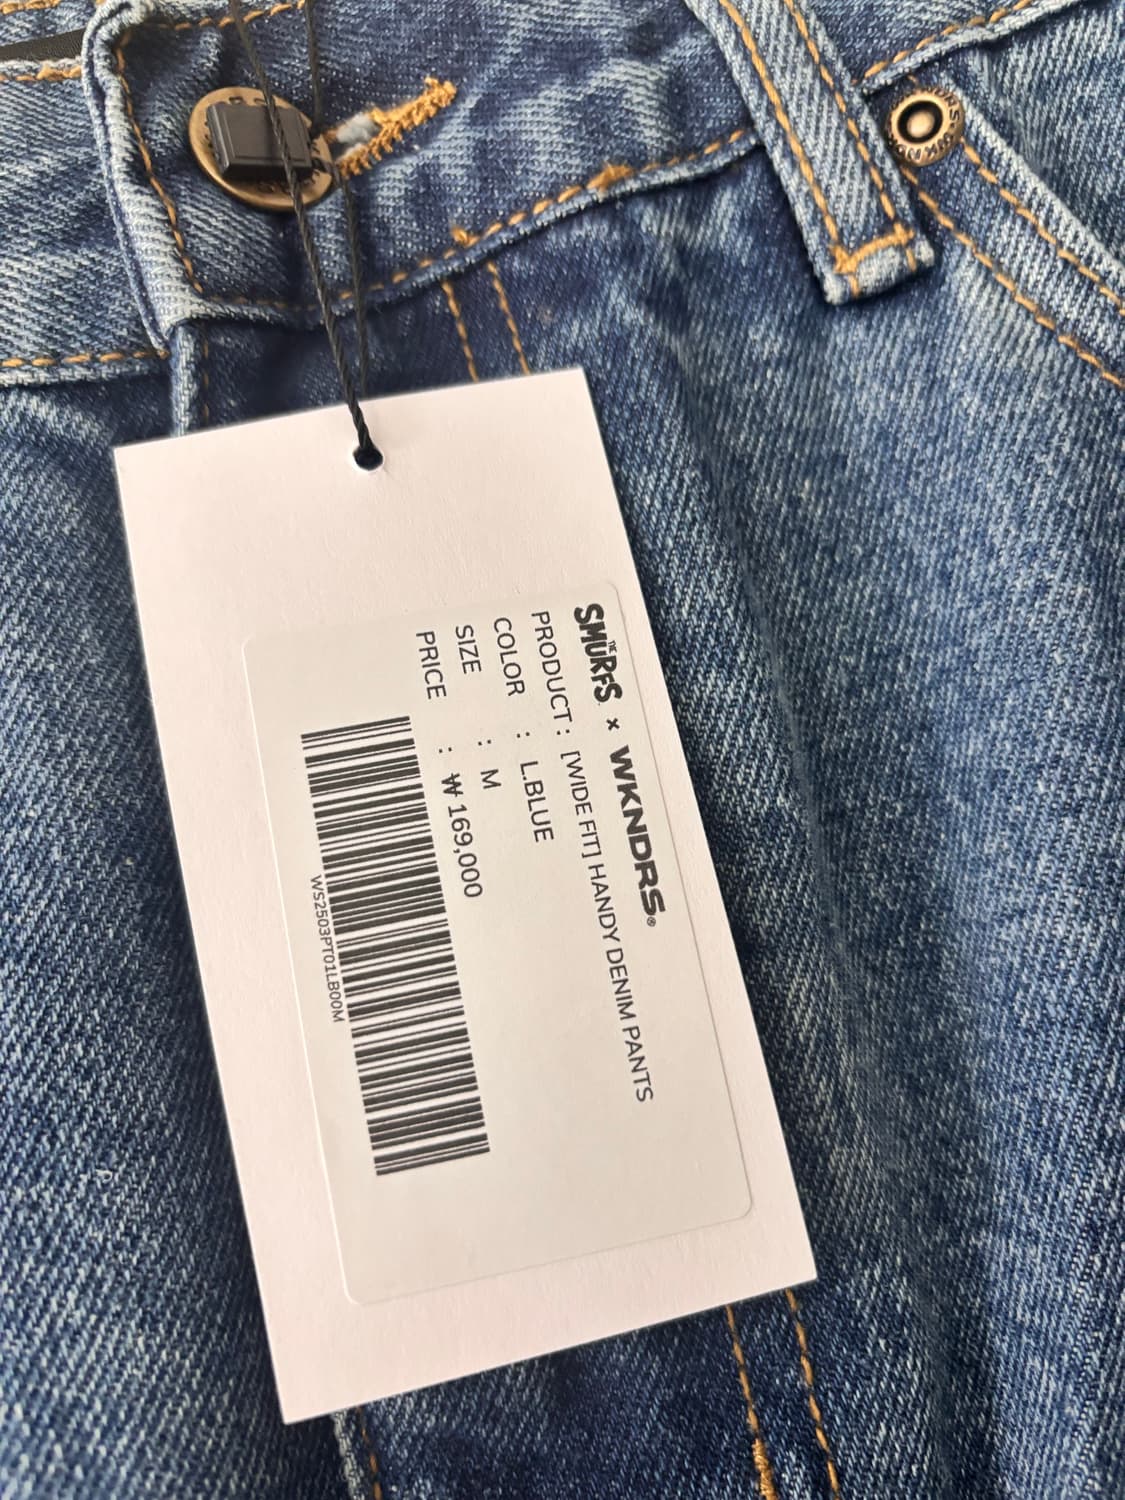 THE SMURFS × WKNDRS®
PRODUCT : [WIDE FIT] HANDY DENIM PANTS
COLOR : L.BLUE
SIZE : M
PRICE : ₩ 169,000
WS2503PT01LB00M